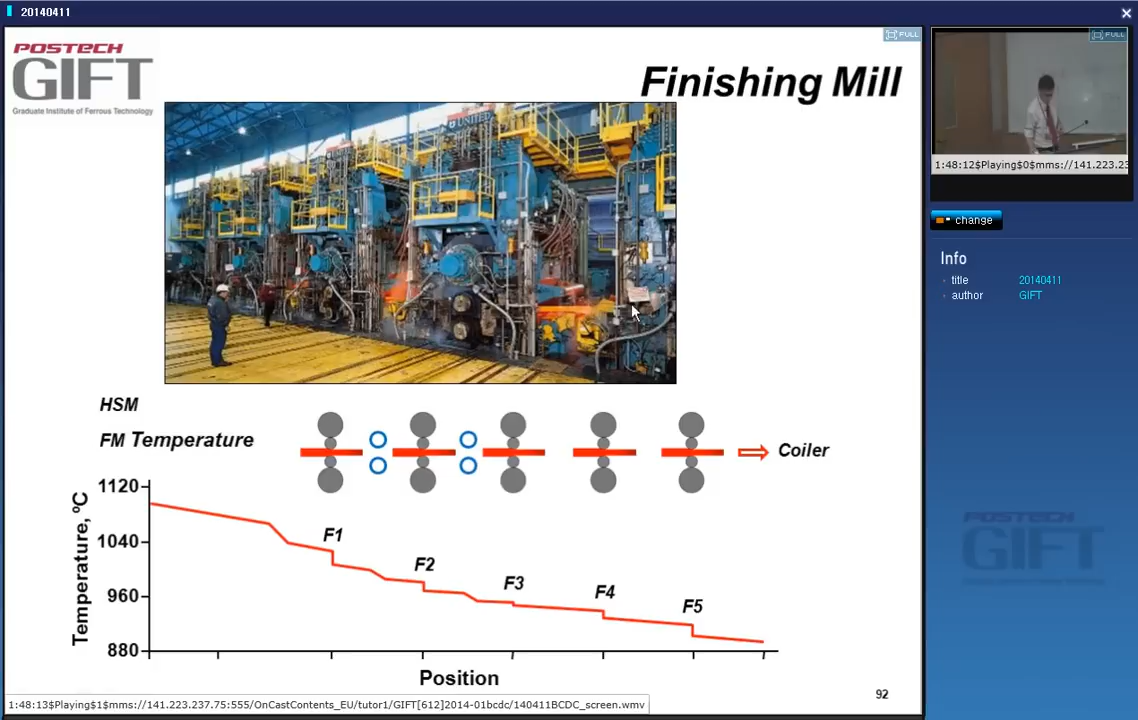 20140411
FULL
POSTECH
GIFT
Graduate Institute of Ferrous Technology
Finishing Mill
UNITED
HSM
FM Temperature
Coiler
1120
1040
960
880
Temperature, ºC
F1
F2
F3
F4
F5
Position
92
1:48:13$Playing$1$mms://141.223.237.75:555/OnCastContents_EU/tutor1/GIFT[612]2014-01bcdc/140411BCDC_screen.wmv
FULL
1:48:12$Playing$0$mms://141.223.23
change
Info
title 20140411
author GIFT
POSTECH
GIFT